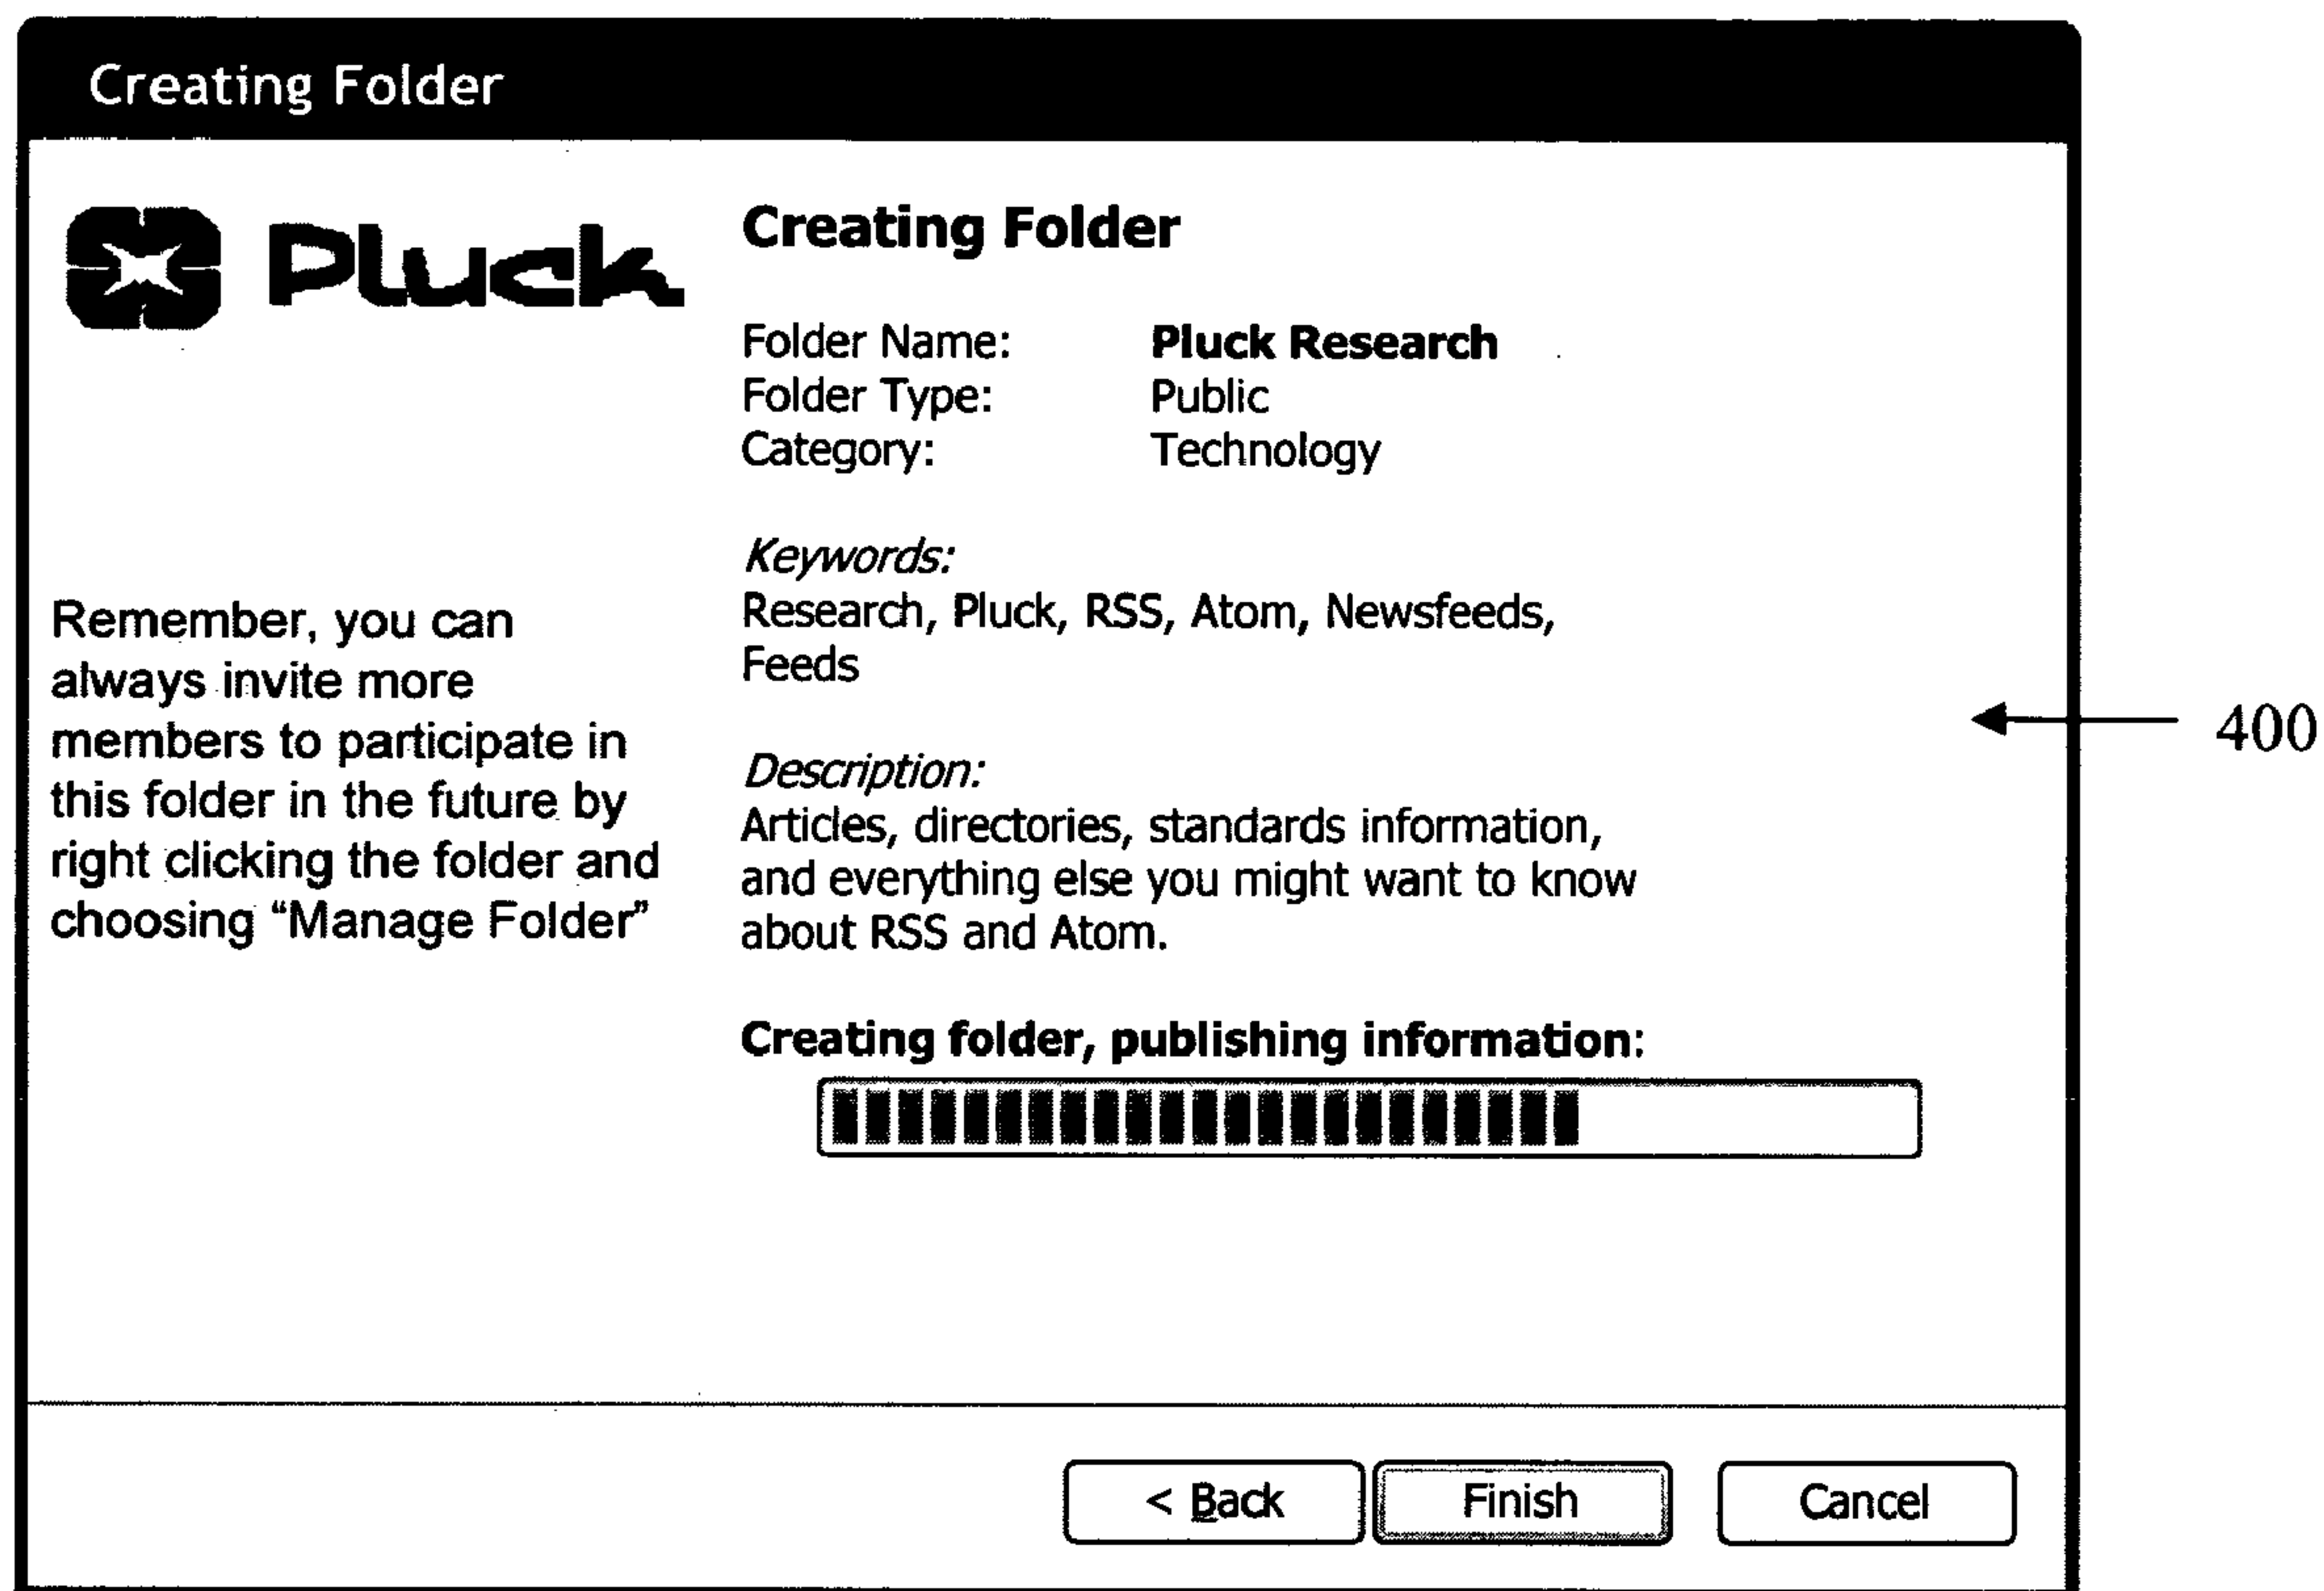 Creating Folder
Pluck
Creating Folder
Folder Name: Pluck Research
Folder Type: Public
Category: Technology
Keywords:
Research, Pluck, RSS, Atom, Newsfeeds,
Feeds
Remember, you can
always invite more
members to participate in
this folder in the future by
right clicking the folder and
choosing “Manage Folder”
Description:
Articles, directories, standards information,
and everything else you might want to know
about RSS and Atom.
Creating folder, publishing information:
400
< Back
Finish
Cancel